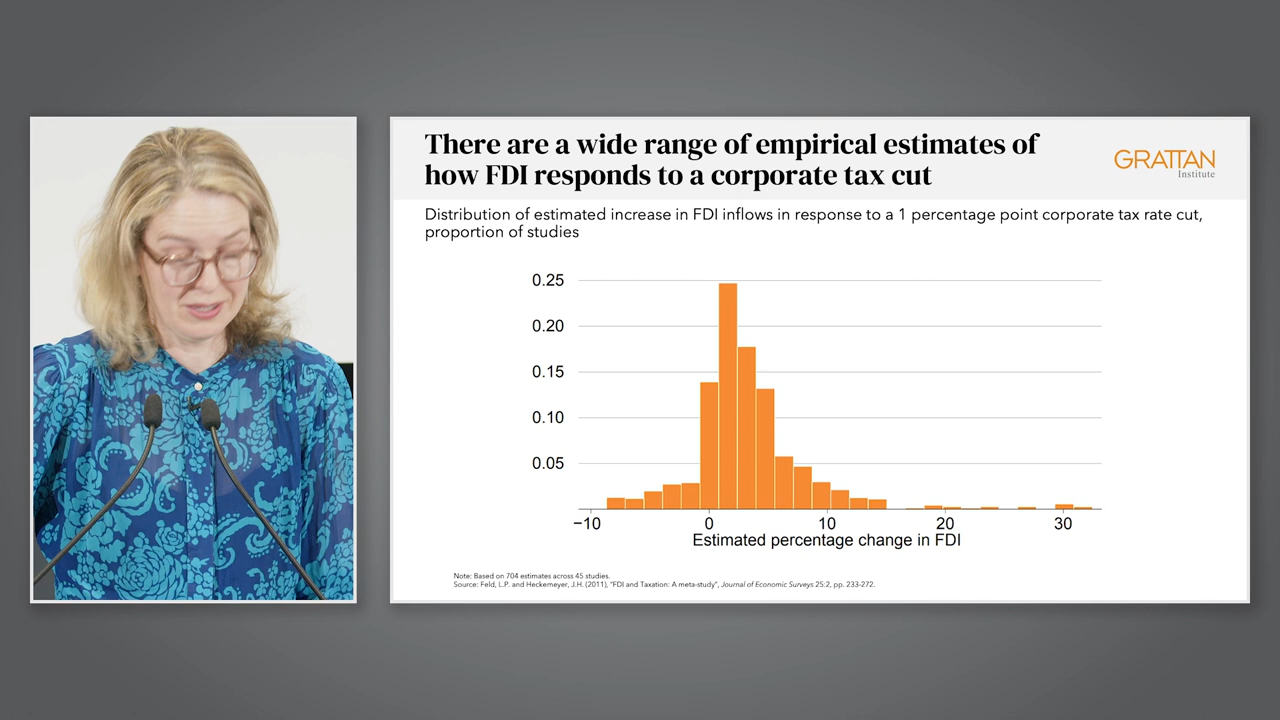 There are a wide range of empirical estimates of
how FDI responds to a corporate tax cut
GRATTAN
Institute
Distribution of estimated increase in FDI inflows in response to a 1 percentage point corporate tax rate cut,
proportion of studies
0.25
0.20
0.15
0.10
0.05
−10 0 10 20 30
Estimated percentage change in FDI
Note: Based on 704 estimates across 45 studies.
Source: Feld, L.P. and Heckemeyer, J.H. (2011), "FDI and Taxation: A meta-study", Journal of Economic Surveys 25:2, pp. 233-272.